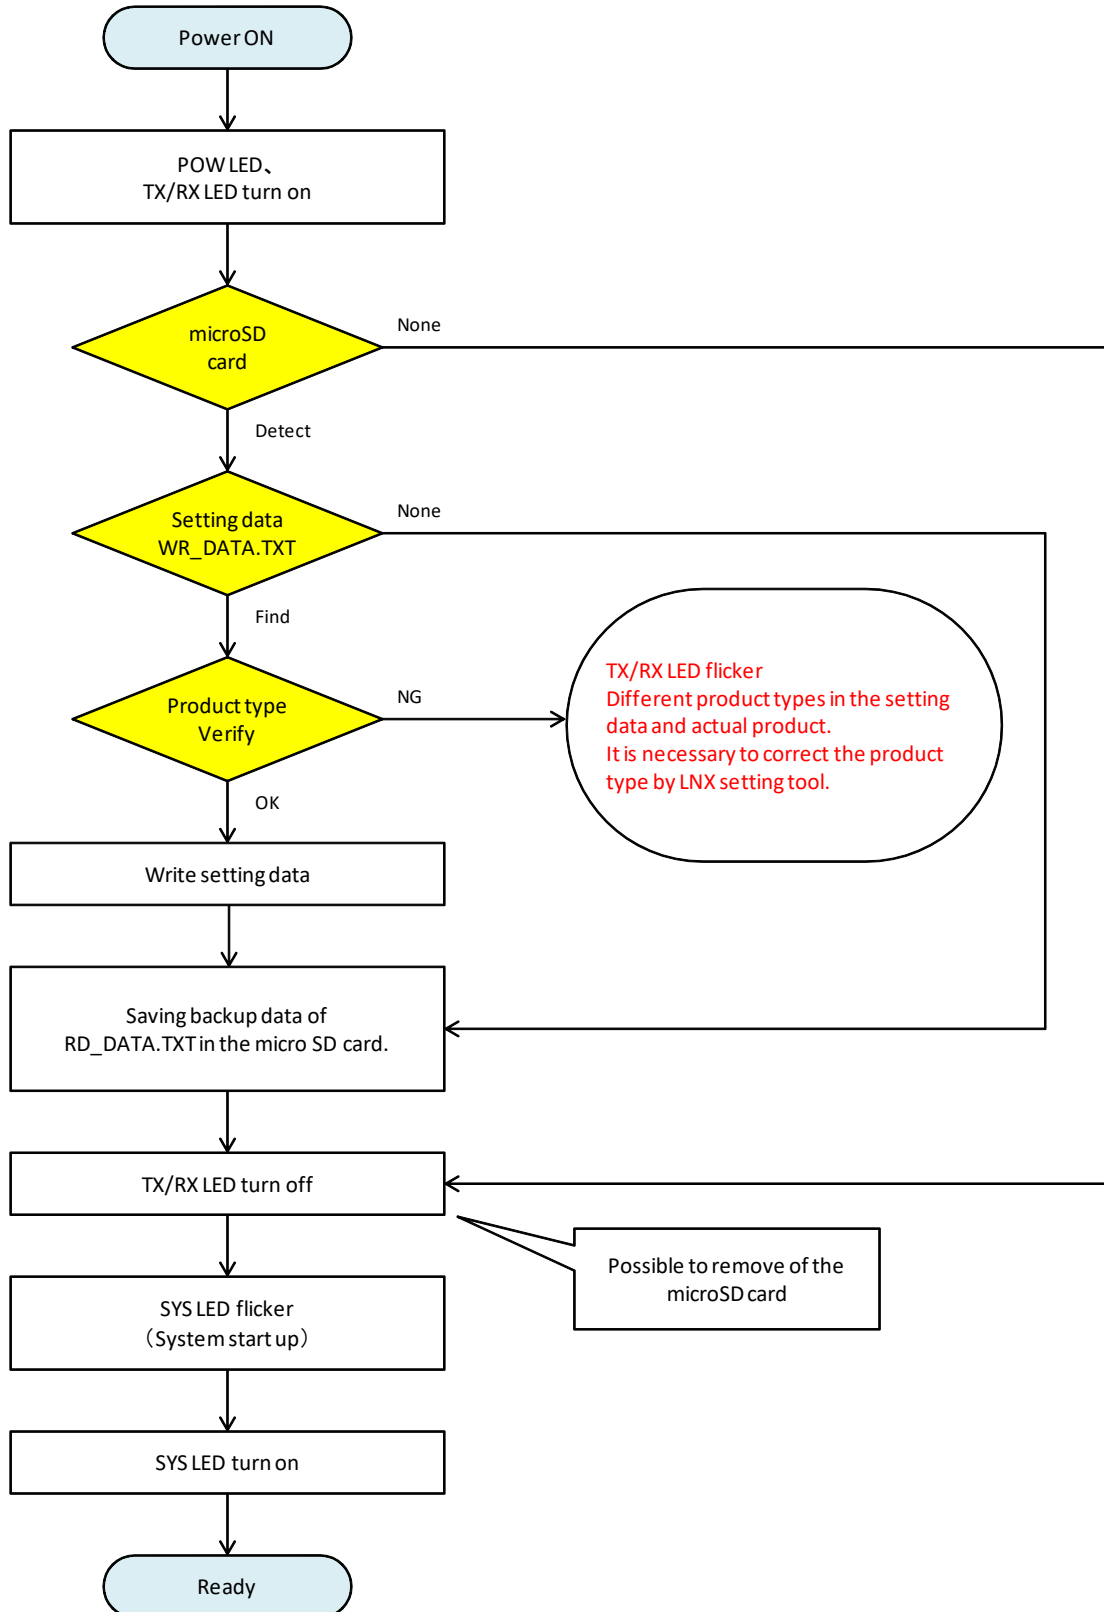 Power ON
POW LED、
TX/RX LED turn on
microSD
card
None
Detect
Setting data
WR_DATA.TXT
None
Find
Product type
Verify
NG
TX/RX LED flicker
Different product types in the setting
data and actual product.
It is necessary to correct the product
type by LNX setting tool.
OK
Write setting data
Saving backup data of
RD_DATA.TXT in the micro SD card.
TX/RX LED turn off
Possible to remove of the
microSD card
SYS LED flicker
（System start up）
SYS LED turn on
Ready